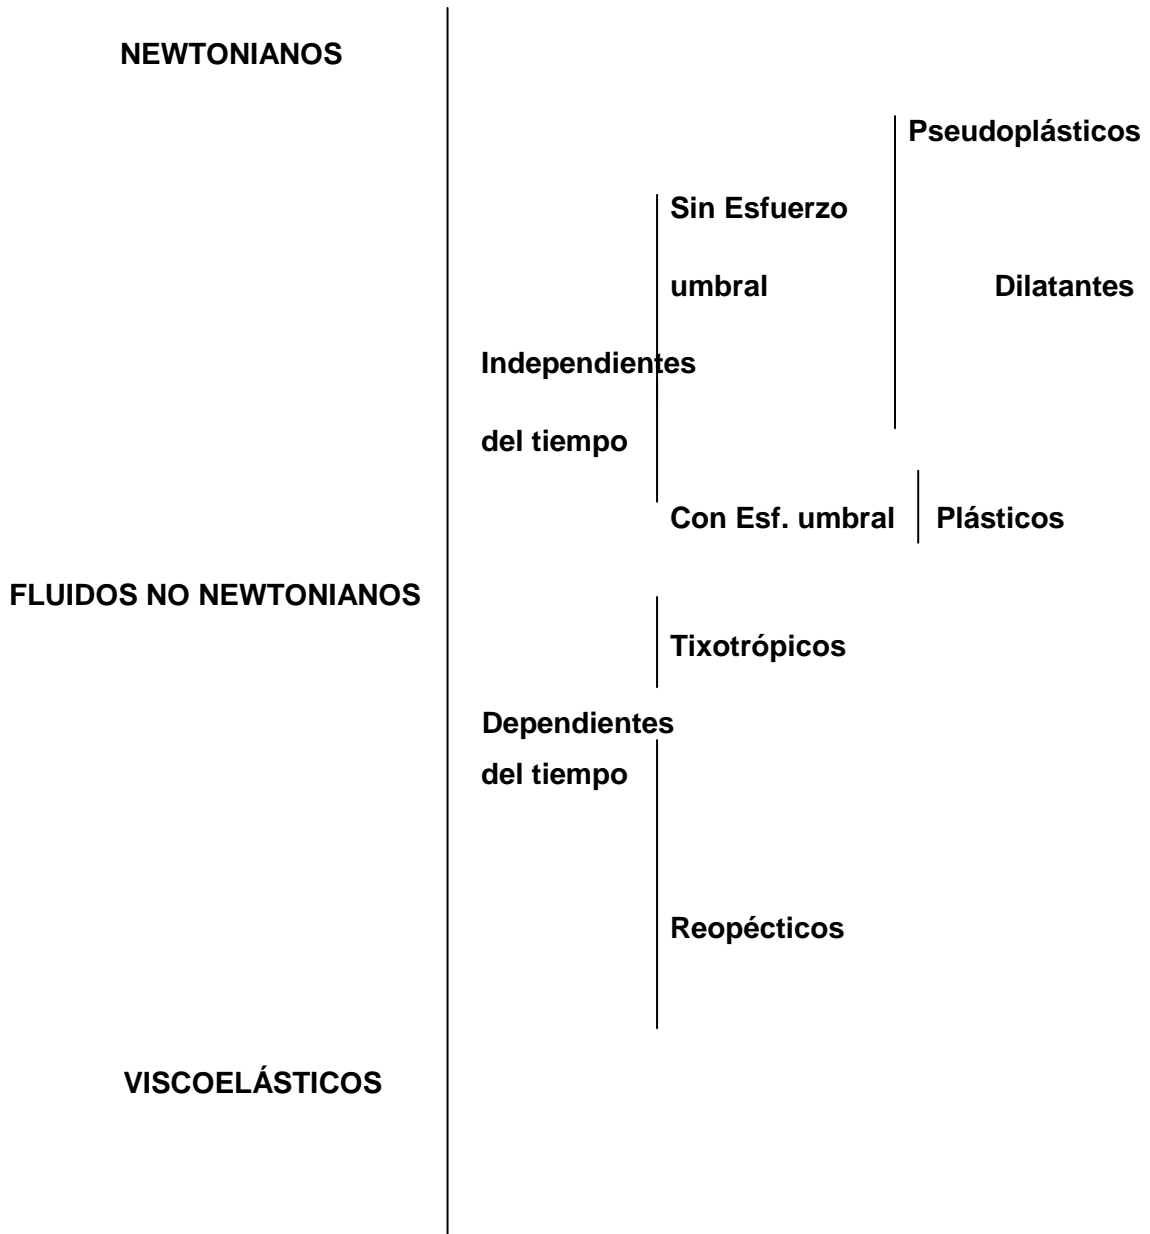 NEWTONIANOS
Pseudoplásticos
Sin Esfuerzo
umbral
Dilatantes
Independientes
del tiempo
Con Esf. umbral
Plásticos
FLUIDOS NO NEWTONIANOS
Tixotrópicos
Dependientes
del tiempo
Reopécticos
VISCOELÁSTICOS